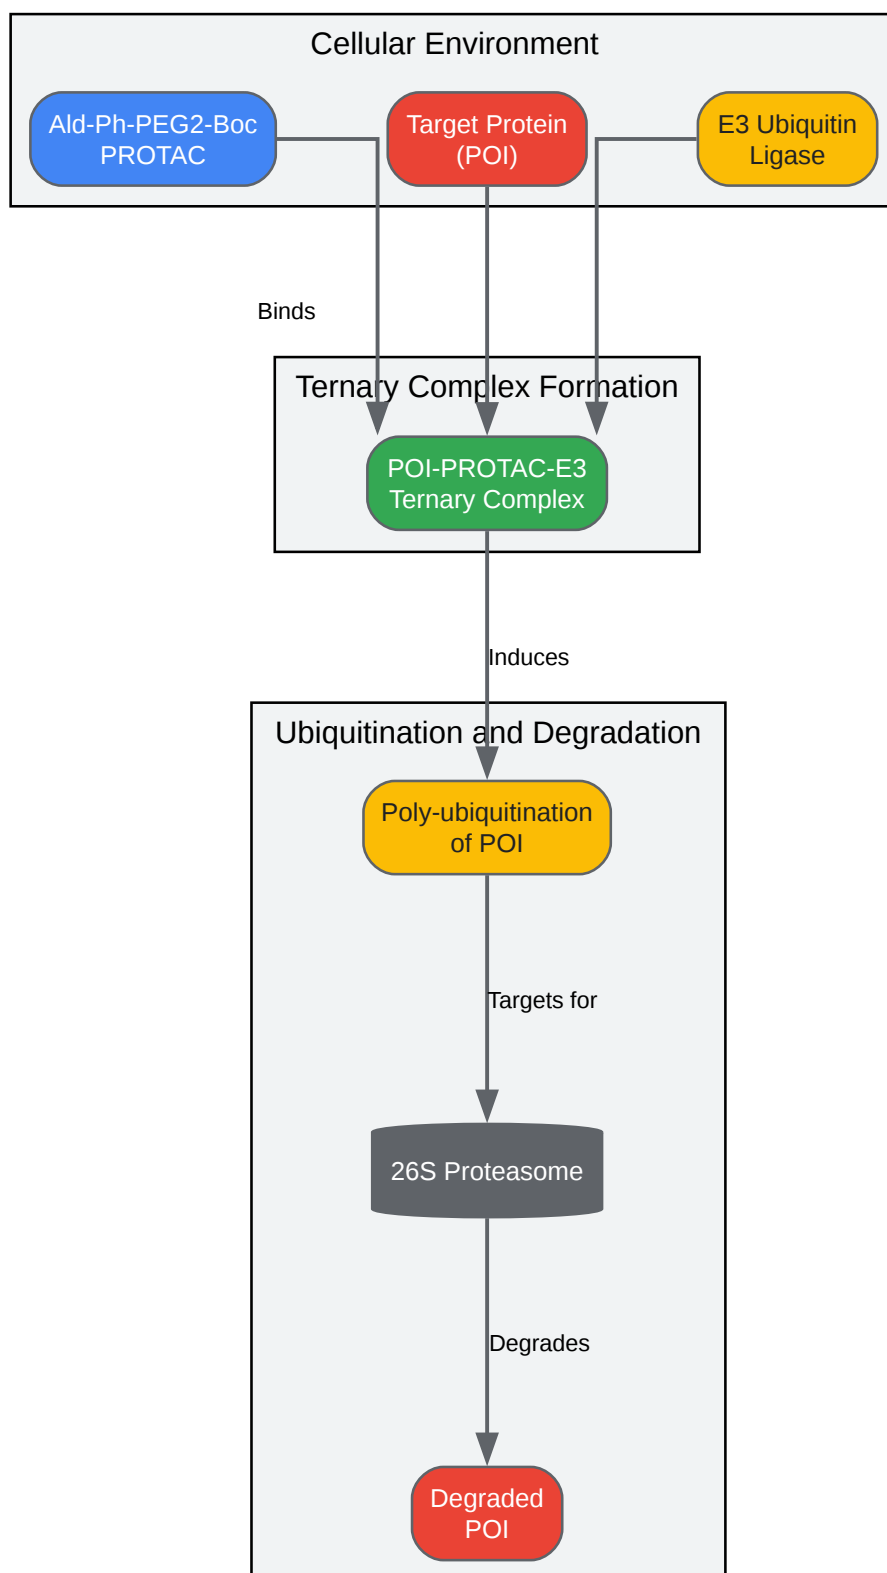 Cellular Environment
Ald-Ph-PEG2-Boc
PROTAC
Target Protein
(POI)
E3 Ubiquitin
Ligase
Binds
Ternary Complex Formation
POI-PROTAC-E3
Ternary Complex
Induces
Ubiquitination and Degradation
Poly-ubiquitination
of POI
Targets for
26S Proteasome
Degrades
Degraded
POI